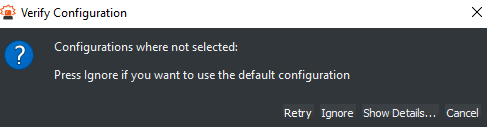 Verify Configuration
Configurations where not selected:
Press Ignore if you want to use the default configuration
Retry Ignore Show Details... Cancel